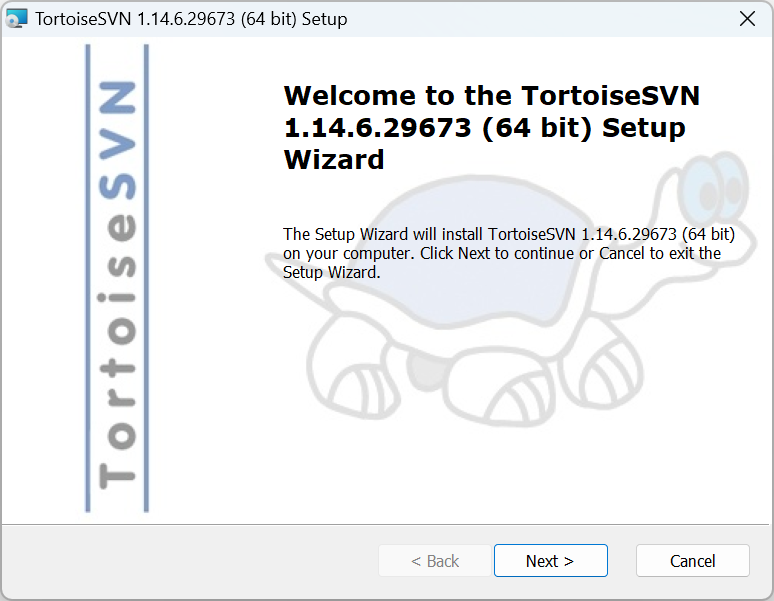 TortoiseSVN 1.14.6.29673 (64 bit) Setup
TortoiseSVN
Welcome to the TortoiseSVN
1.14.6.29673 (64 bit) Setup
Wizard
The Setup Wizard will install TortoiseSVN 1.14.6.29673 (64 bit)
on your computer. Click Next to continue or Cancel to exit the
Setup Wizard.
< Back
Next >
Cancel